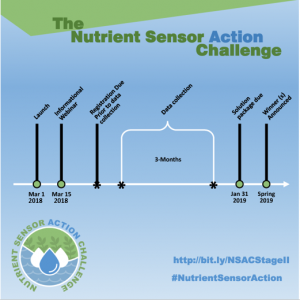 The
Nutrient Sensor Action
Challenge
Launch
Informational
Webinar
Registration Due
Prior to data
collection
Data collection
Solution
package due
Winner(s)
Announced
3-Months
Mar 1
2018
Mar 15
2018
Jan 31
2019
Spring
2019
NUTRIENT SENSOR ACTION CHALLENGE
http://bit.ly/NSACStageII
#NutrientSensorAction